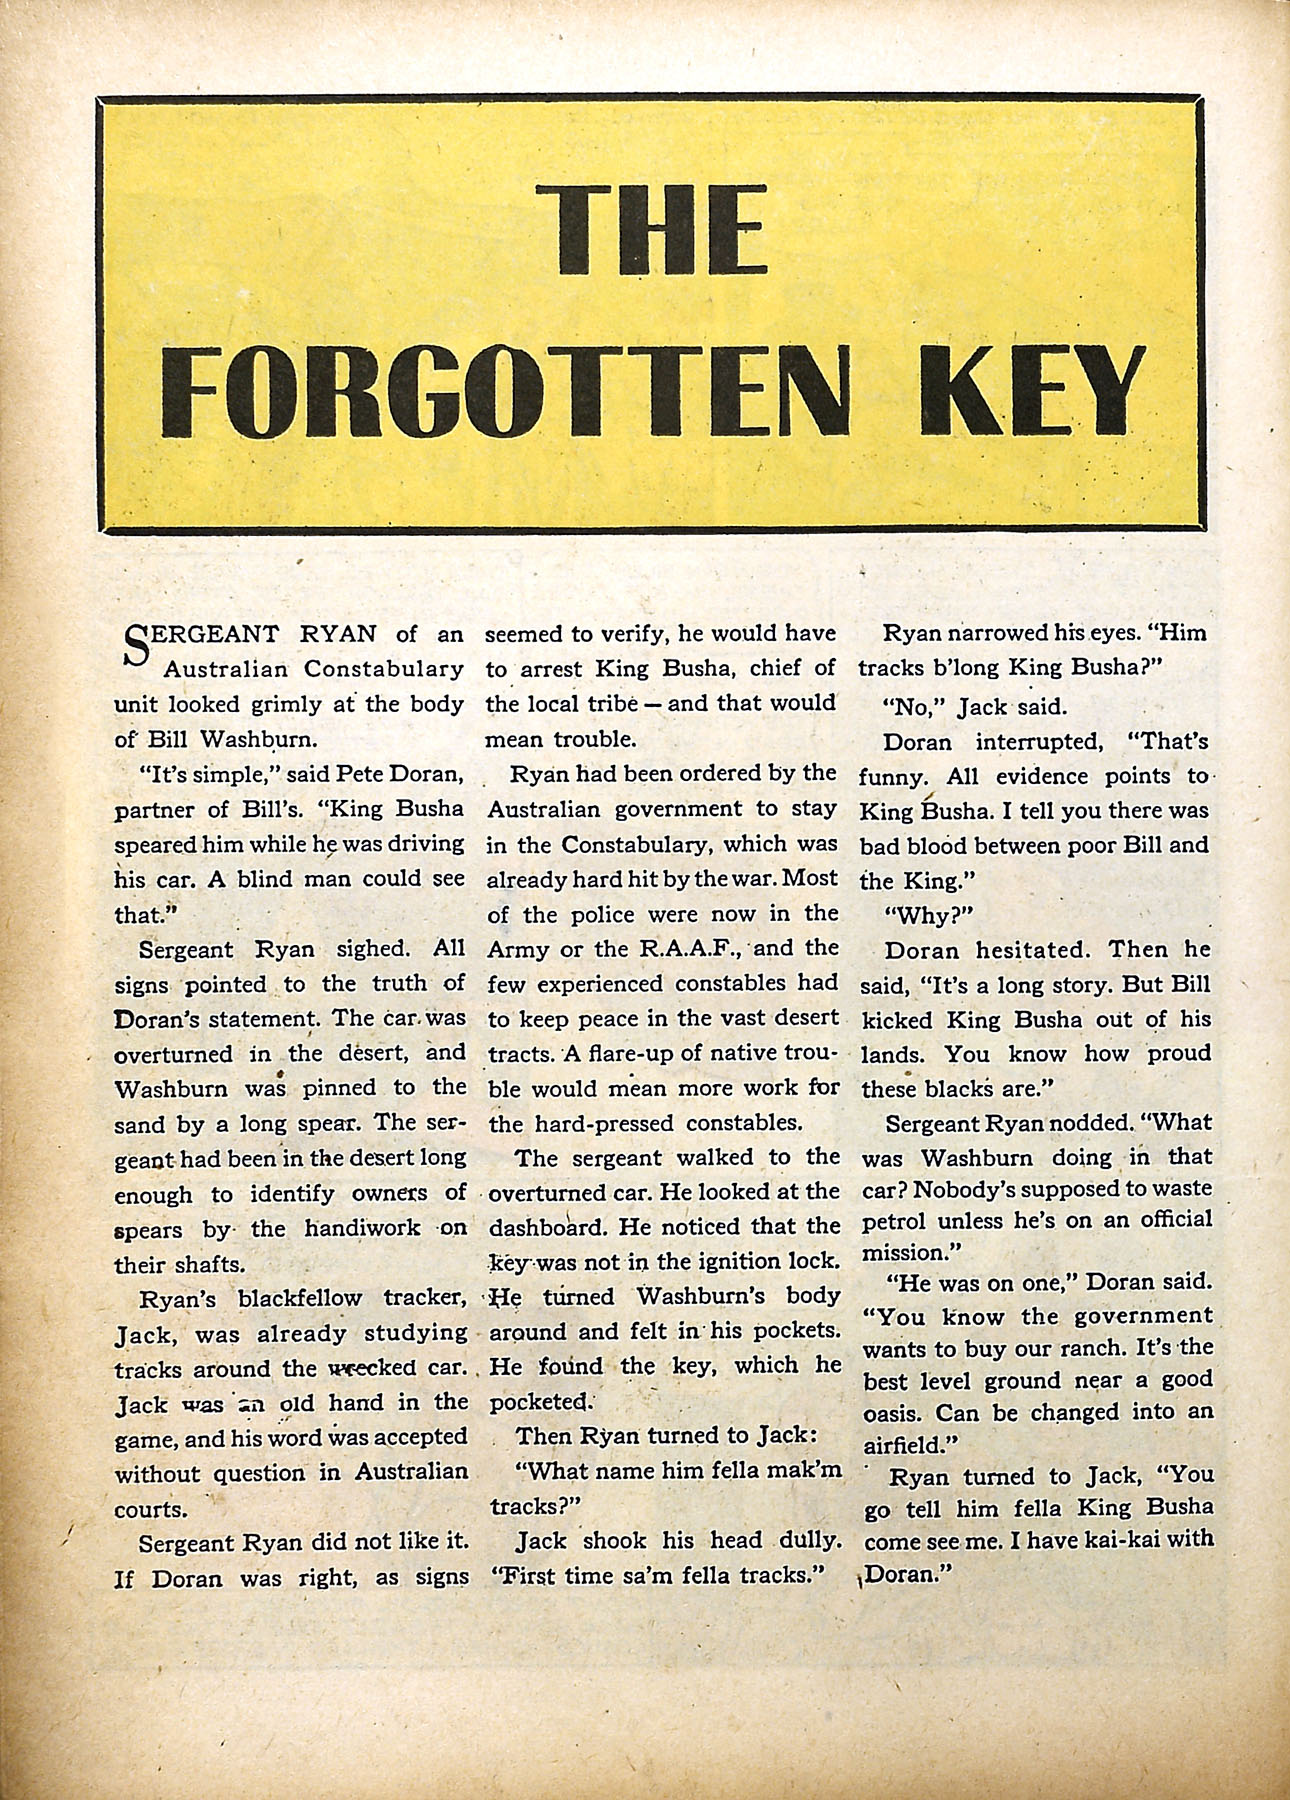 THE
FORGOTTEN KEY
SERGEANT RYAN of an
Australian Constabulary
unit looked grimly at the body
of Bill Washburn.
"It's simple," said Pete Doran,
partner of Bill's. "King Busha
speared him while he was driving
his car. A blind man could see
that."
Sergeant Ryan sighed. All
signs pointed to the truth of
Doran's statement. The car was
overturned in the desert, and
Washburn was pinned to the
sand by a long spear. The ser-
geant had been in the desert long
enough to identify owners of
spears by the handiwork on
their shafts.
Ryan's blackfellow tracker,
Jack, was already studying
tracks around the wrecked car.
Jack was an old hand in the
game, and his word was accepted
without question in Australian
courts.
Sergeant Ryan did not like it.
If Doran was right, as signs
seemed to verify, he would have
to arrest King Busha, chief of
the local tribe — and that would
mean trouble.
Ryan had been ordered by the
Australian government to stay
in the Constabulary, which was
already hard hit by the war. Most
of the police were now in the
Army or the R.A.A.F., and the
few experienced constables had
to keep peace in the vast desert
tracts. A flare-up of native trou-
ble would mean more work for
the hard-pressed constables.
The sergeant walked to the
overturned car. He looked at the
dashboard. He noticed that the
key was not in the ignition lock.
He turned Washburn's body
around and felt in his pockets.
He found the key, which he
pocketed.
Then Ryan turned to Jack:
"What name him fella mak'm
tracks?"
Jack shook his head dully.
"First time sa'm fella tracks."
Ryan narrowed his eyes. "Him
tracks b'long King Busha?"
"No," Jack said.
Doran interrupted, "That's
funny. All evidence points to
King Busha. I tell you there was
bad blood between poor Bill and
the King."
"Why?"
Doran hesitated. Then he
said, "It's a long story. But Bill
kicked King Busha out of his
lands. You know how proud
these blacks are."
Sergeant Ryan nodded. "What
was Washburn doing in that
car? Nobody's supposed to waste
petrol unless he's on an official
mission."
"He was on one," Doran said.
"You know the government
wants to buy our ranch. It's the
best level ground near a good
oasis. Can be changed into an
airfield."
Ryan turned to Jack, "You
go tell him fella King Busha
come see me. I have kai-kai with
Doran."